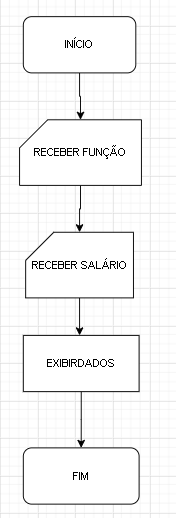 INÍCIO
RECEBER FUNÇÃO
RECEBER SALÁRIO
EXIBIRDADOS
FIM